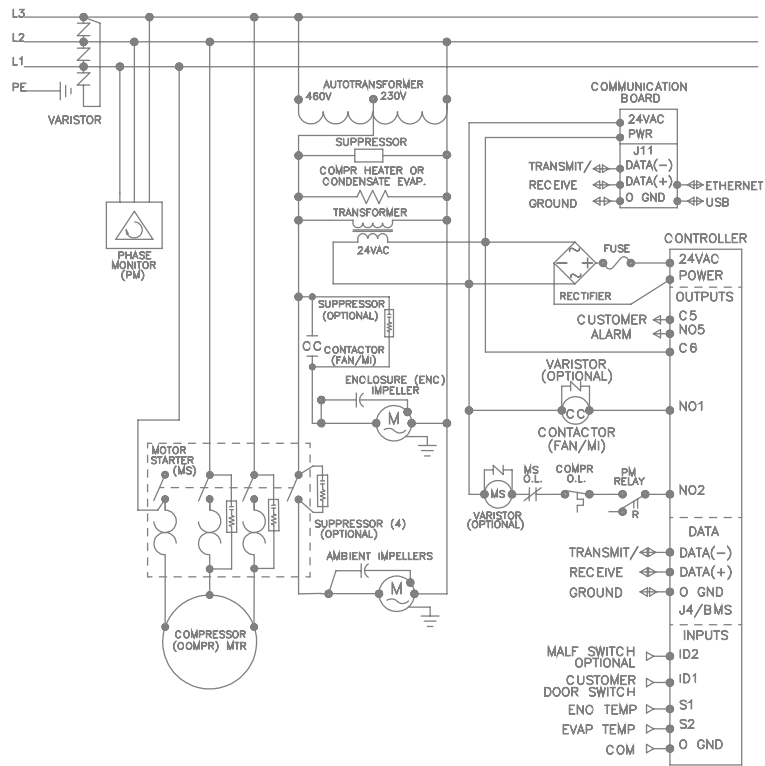 L3
L2
L1
PE
VARISTOR
AUTOTRANSFORMER
460V
230V
SUPPRESSOR
COMPR HEATER OR
CONDENSATE EVAP.
TRANSFORMER
24VAC
COMMUNICATION
BOARD
24VAC
PWR
J11
TRANSMIT/
DATA(-)
RECEIVE
DATA(+)
GROUND
0 GND
ETHERNET
USB
PHASE
MONITOR
(PM)
FUSE
RECTIFIER
CONTROLLER
24VAC
POWER
OUTPUTS
CUSTOMER
ALARM
C5
NO5
C6
SUPPRESSOR
(OPTIONAL)
CC
CONTACTOR
(FAN/MI)
ENCLOSURE (ENC)
IMPELLER
M
VARISTOR
(OPTIONAL)
CC
CONTACTOR
(FAN/MI)
NO1
MOTOR
STARTER
(MS)
MS
VARISTOR
(OPTIONAL)
MS
O.L.
COMPR
O.L.
PM
RELAY
R
NO2
SUPPRESSOR (4)
(OPTIONAL)
AMBIENT IMPELLERS
M
COMPRESSOR
(COMPR) MTR
DATA
TRANSMIT/
DATA(-)
RECEIVE
DATA(+)
GROUND
0 GND
J4/BMS
INPUTS
MALF SWITCH
OPTIONAL
ID2
CUSTOMER
DOOR SWITCH
ID1
ENC TEMP
S1
EVAP TEMP
S2
COM
0 GND